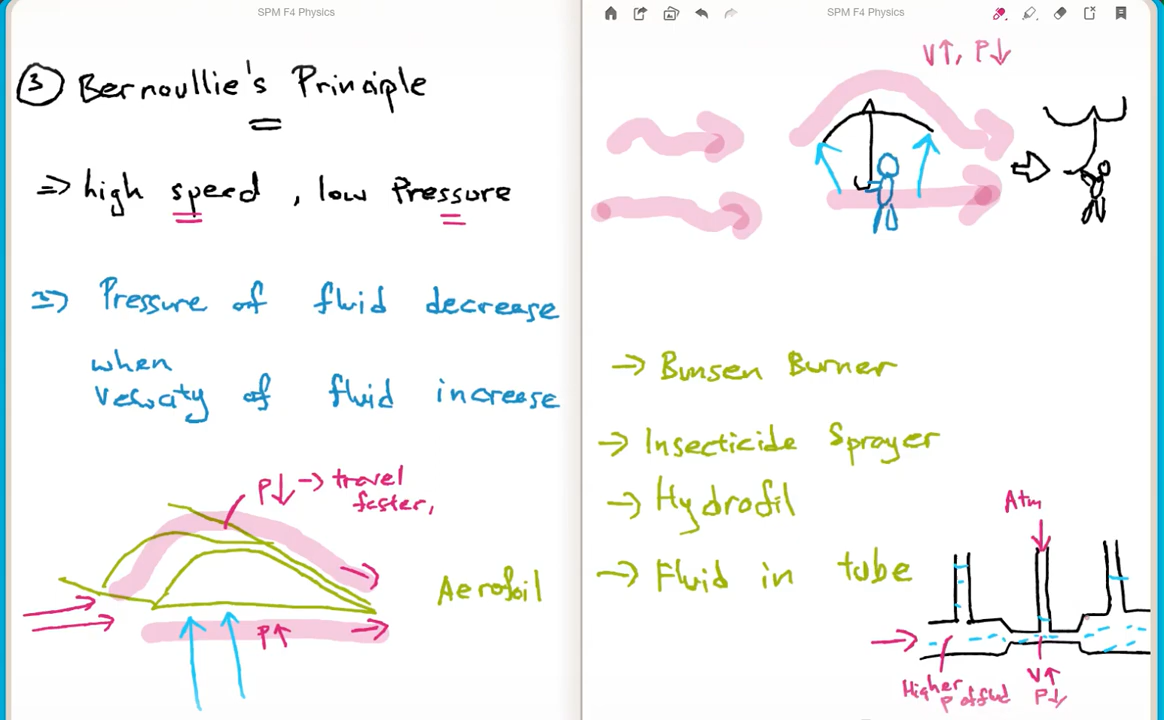 SPM F4 Physics
③ Bernoullie's Principle
⇒ high speed , low Pressure
⇒ Pressure of fluid decrease
when
velocity of fluid increase
P↓ → travel
faster,
Aerofoil
P↑
SPM F4 Physics
V↑, P↓
→ Bunsen Burner
→ Insecticide Sprayer
→ Hydrofil
Atm
→ Fluid in tube
Higher
P of fluid
V↑
P↓